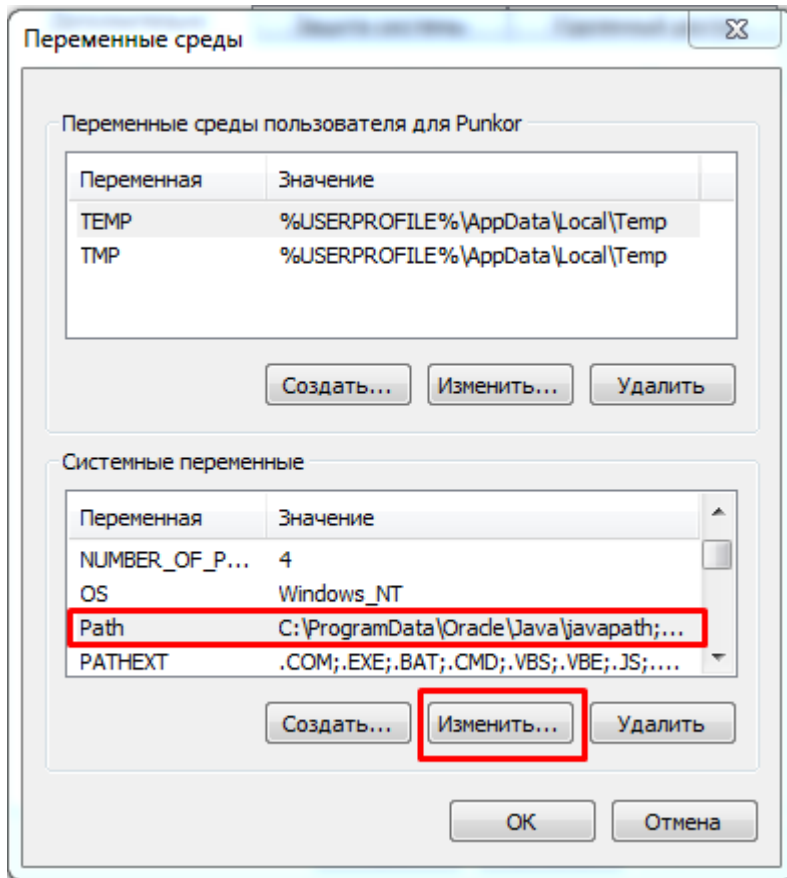 Переменные среды
Переменные среды пользователя для Punkor
Переменная Значение
TEMP %USERPROFILE%\AppData\Local\Temp
TMP %USERPROFILE%\AppData\Local\Temp
Создать... Изменить... Удалить
Системные переменные
Переменная Значение
NUMBER_OF_P... 4
OS Windows_NT
Path C:\ProgramData\Oracle\Java\javapath;...
PATHEXT .COM;.EXE;.BAT;.CMD;.VBS;.VBE;.JS;....
Создать... Изменить... Удалить
ОК Отмена